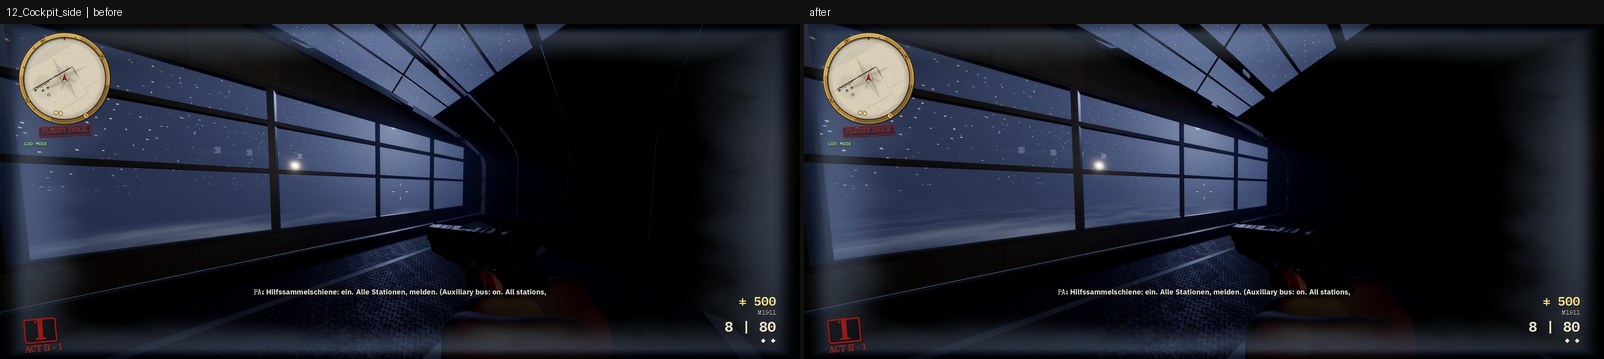 12_Cockpit_side | before
after
FLIGHT DECK
GOD MODE
PA: Hilfssammelschiene: ein. Alle Stationen, melden. (Auxiliary bus: on. All stations,
500
M1911
8 | 80
1
ACT II - 1
FLIGHT DECK
GOD MODE
PA: Hilfssammelschiene: ein. Alle Stationen, melden. (Auxiliary bus: on. All stations,
500
M1911
8 | 80
1
ACT II - 1